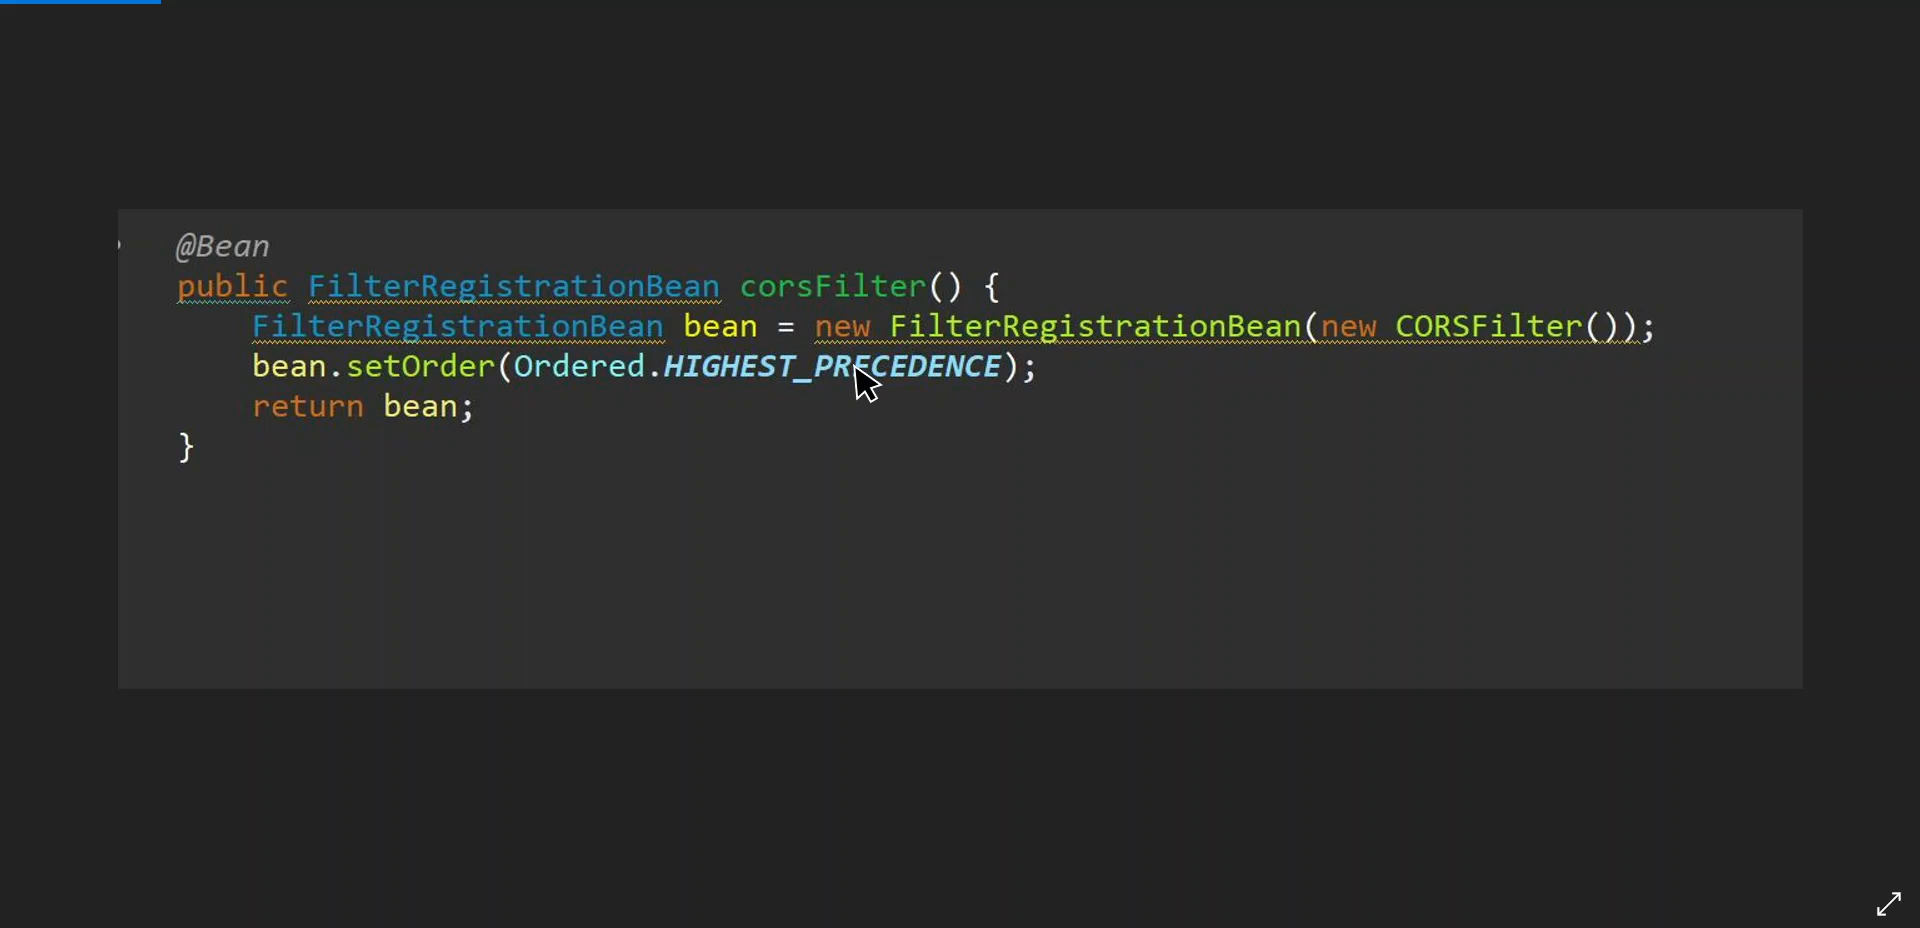 @Bean
public FilterRegistrationBean corsFilter() {
    FilterRegistrationBean bean = new FilterRegistrationBean(new CORSFilter());
    bean.setOrder(Ordered.HIGHEST_PRECEDENCE);
    return bean;
}